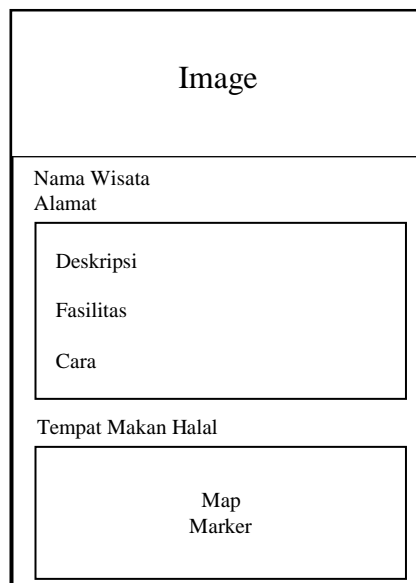 Image
Nama Wisata
Alamat
Deskripsi
Fasilitas
Cara
Tempat Makan Halal
Map
Marker